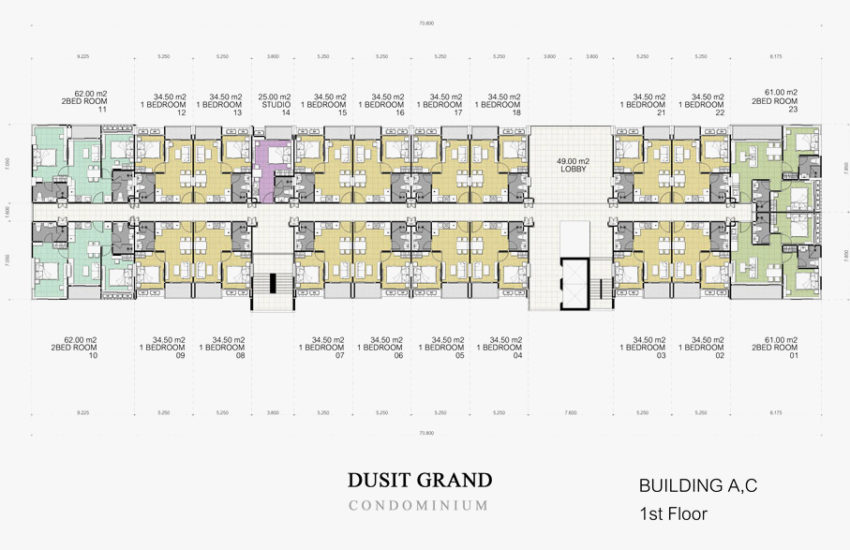 73.800
9.225 5.250 5.250 3.800 5.250 5.250 5.250 5.250 3.800 3.800 5.250 5.250 8.175
62.00 m2
2BED ROOM
11
34.50 m2
1 BEDROOM
12
34.50 m2
1 BEDROOM
13
25.00 m2
STUDIO
14
34.50 m2
1 BEDROOM
15
34.50 m2
1 BEDROOM
16
34.50 m2
1 BEDROOM
17
34.50 m2
1 BEDROOM
18
34.50 m2
1 BEDROOM
21
34.50 m2
1 BEDROOM
22
61.00 m2
2BED ROOM
23
49.00 m2
LOBBY
62.00 m2
2BED ROOM
10
34.50 m2
1 BEDROOM
09
34.50 m2
1 BEDROOM
08
34.50 m2
1 BEDROOM
07
34.50 m2
1 BEDROOM
06
34.50 m2
1 BEDROOM
05
34.50 m2
1 BEDROOM
04
34.50 m2
1 BEDROOM
03
34.50 m2
1 BEDROOM
02
61.00 m2
2BED ROOM
01
9.225 5.250 5.250 3.800 5.250 5.250 5.250 5.250 7.600 5.250 5.250 8.175
73.800
DUSIT GRAND
CONDOMINIUM
BUILDING A,C
1st Floor